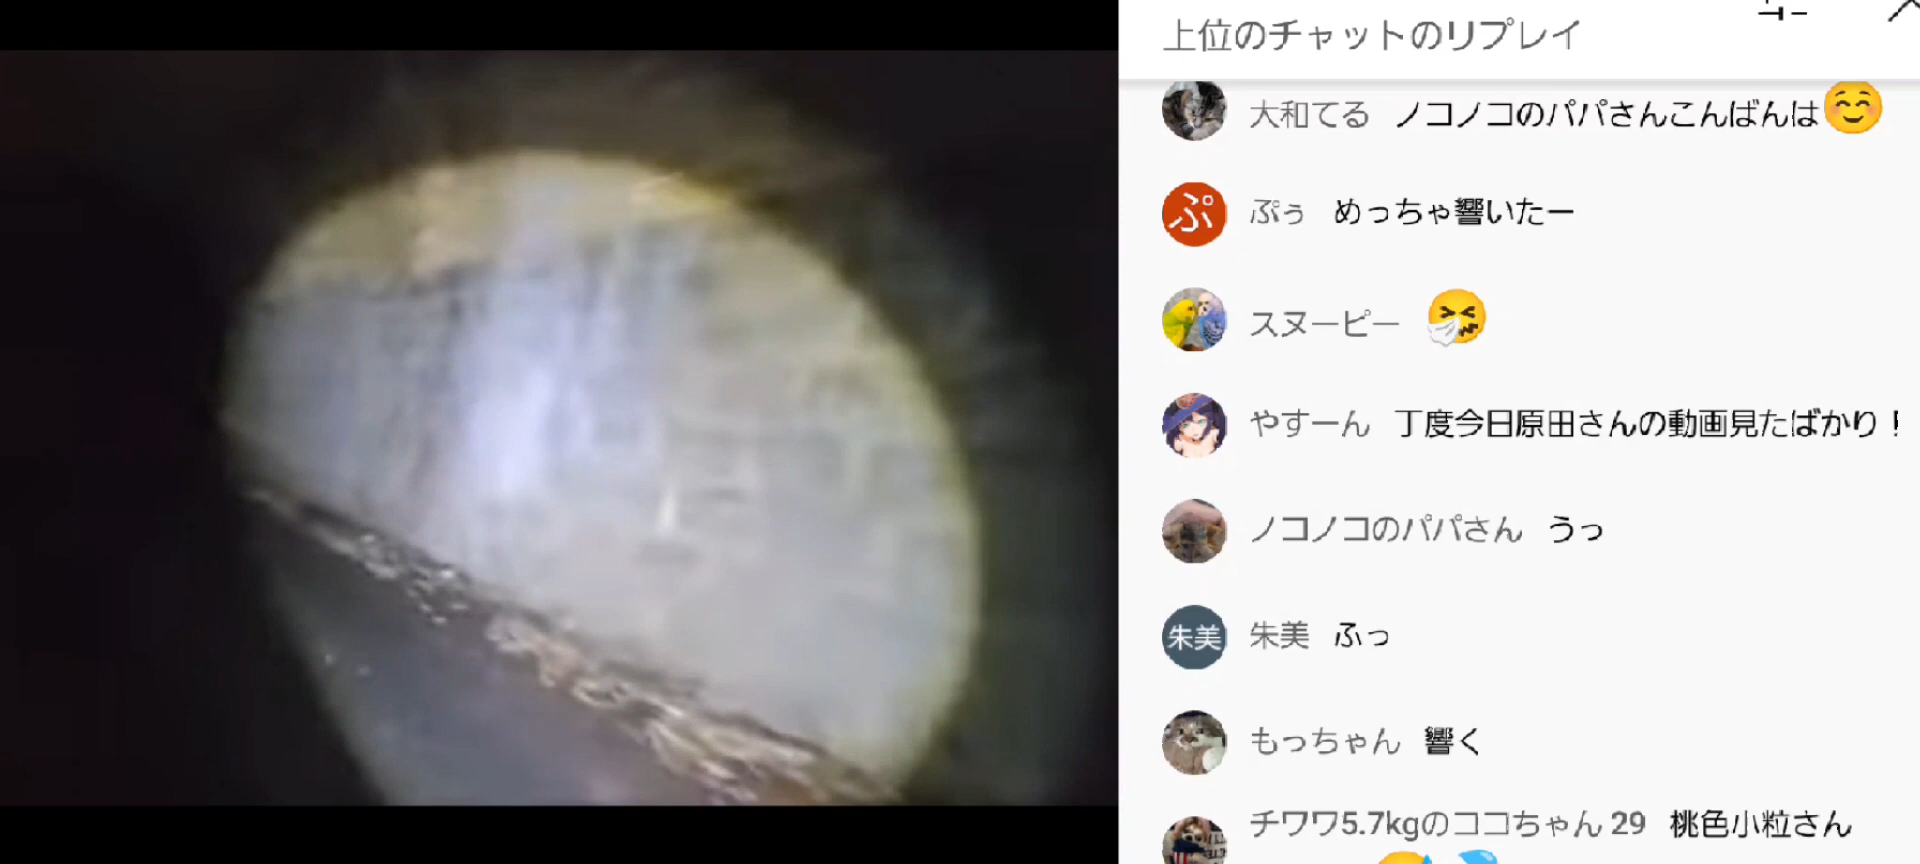 上位のチャットのリプレイ
大和てる ノコノコのパパさんこんばんは
ぷ ぷぅ めっちゃ響いたー
スヌーピー
やすーん 丁度今日原田さんの動画見たばかり！
ノコノコのパパさん うっ
朱美 朱美 ふっ
もっちゃん 響く
チワワ5.7kgのココちゃん 29 桃色小粒さん